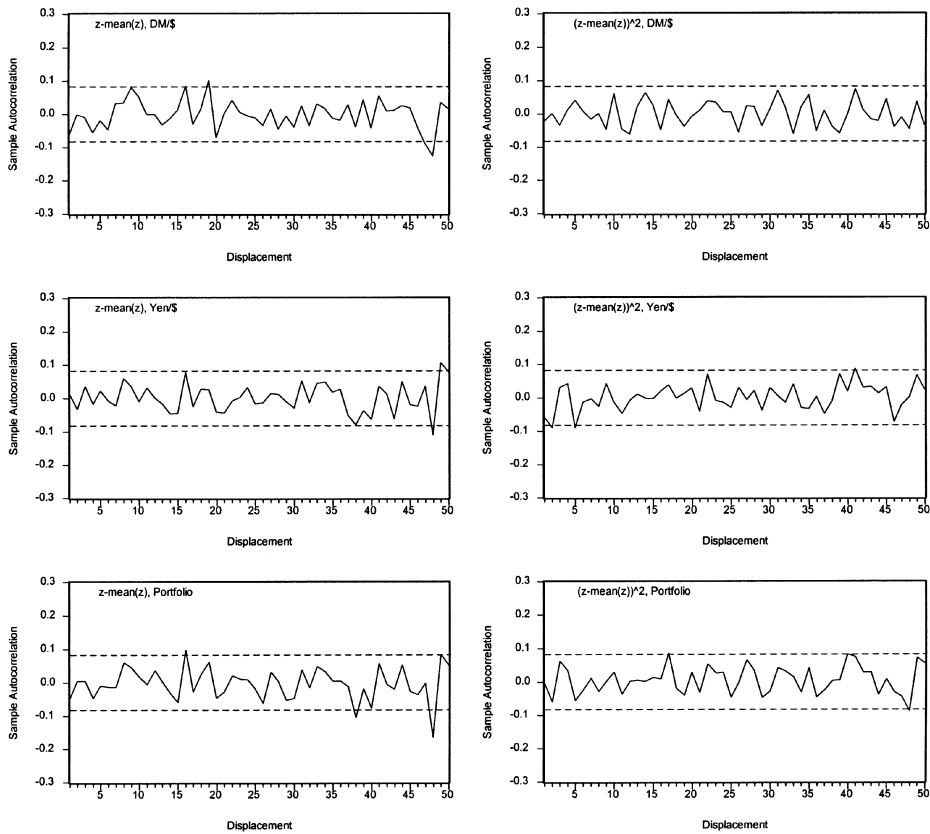 z-mean(z), DM/$
Sample Autocorrelation
0.3
0.2
0.1
0.0
-0.1
-0.2
-0.3
5 10 15 20 25 30 35 40 45 50
Displacement
(z-mean(z))^2, DM/$
Sample Autocorrelation
0.3
0.2
0.1
0.0
-0.1
-0.2
-0.3
5 10 15 20 25 30 35 40 45 50
Displacement
z-mean(z), Yen/$
Sample Autocorrelation
0.3
0.2
0.1
0.0
-0.1
-0.2
-0.3
5 10 15 20 25 30 35 40 45 50
Displacement
(z-mean(z))^2, Yen/$
Sample Autocorrelation
0.3
0.2
0.1
0.0
-0.1
-0.2
-0.3
5 10 15 20 25 30 35 40 45 50
Displacement
z-mean(z), Portfolio
Sample Autocorrelation
0.3
0.2
0.1
0.0
-0.1
-0.2
-0.3
5 10 15 20 25 30 35 40 45 50
Displacement
(z-mean(z))^2, Portfolio
Sample Autocorrelation
0.3
0.2
0.1
0.0
-0.1
-0.2
-0.3
5 10 15 20 25 30 35 40 45 50
Displacement